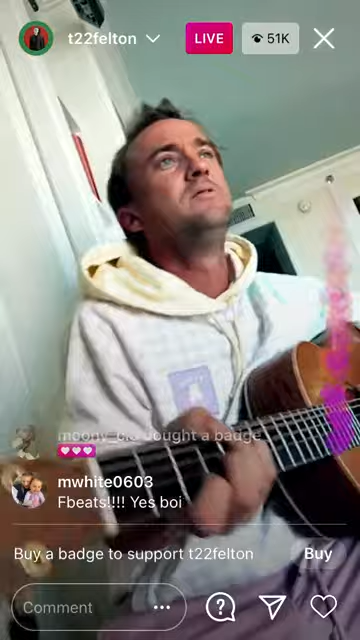 t22felton
LIVE
51K
bought a badge
mwhite0603
Fbeats!!!! Yes boi
Buy a badge to support t22felton
Buy
Comment